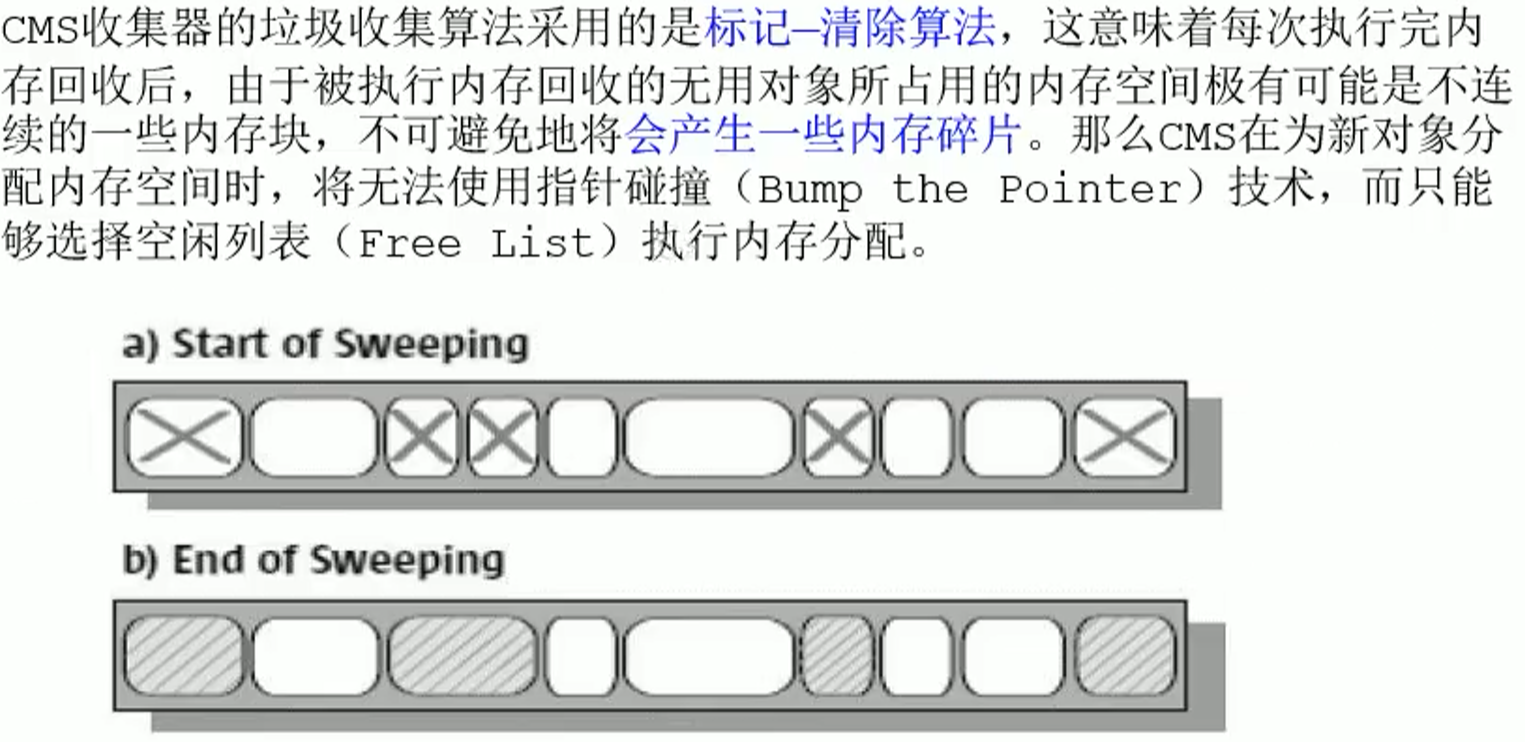 CMS收集器的垃圾收集算法采用的是标记—清除算法，这意味着每次执行完内
存回收后，由于被执行内存回收的无用对象所占用的内存空间极有可能是不连
续的一些内存块，不可避免地将会产生一些内存碎片。那么CMS在为新对象分
配内存空间时，将无法使用指针碰撞（Bump the Pointer）技术，而只能
够选择空闲列表（Free List）执行内存分配。
a) Start of Sweeping
b) End of Sweeping